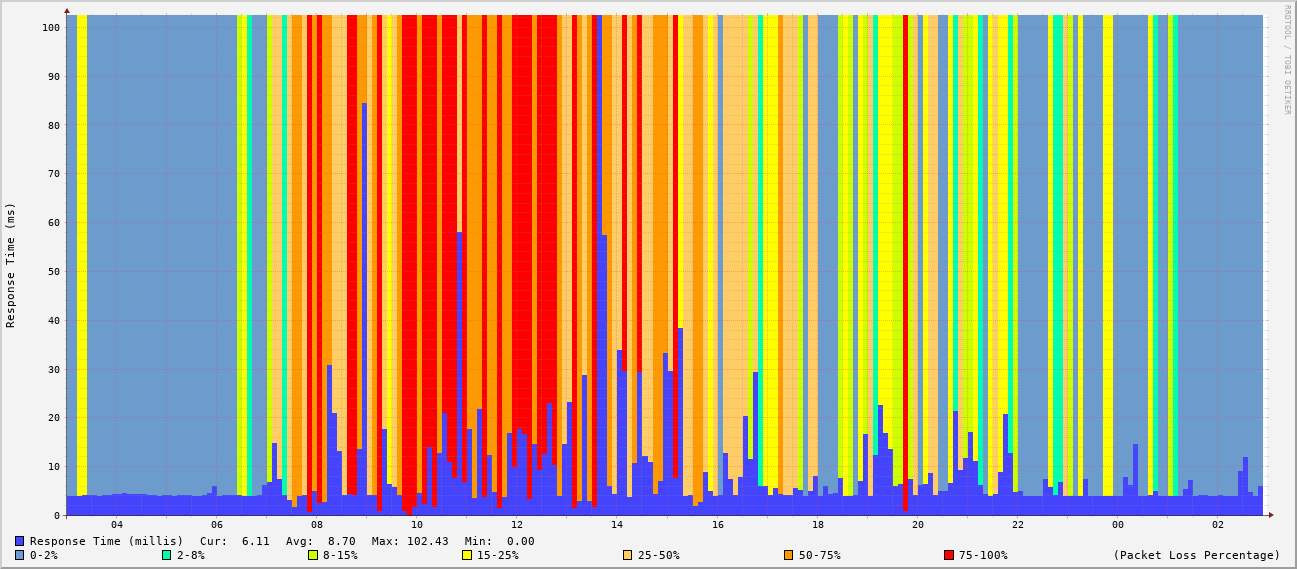 100
90
80
70
60
50
40
30
20
10
0
Response Time (ms)
RRDTOOL / TOBI OETIKER
04 06 08 10 12 14 16 18 20 22 00 02
Response Time (millis) Cur: 6.11 Avg: 8.70 Max: 102.43 Min: 0.00
0-2% 2-8% 8-15% 15-25% 25-50% 50-75% 75-100% (Packet Loss Percentage)